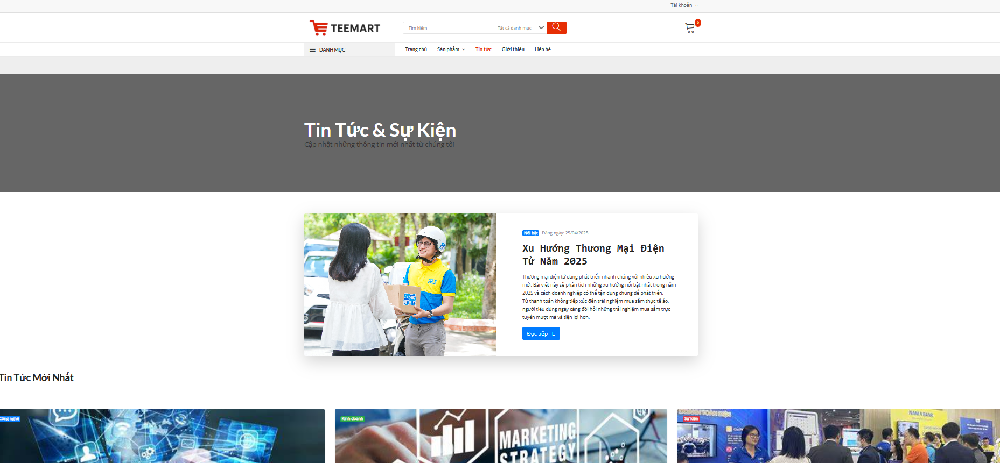 Tài khoản
TEEMART
Tìm kiếm
Tất cả danh mục
0
DANH MỤC
Trang chủ
Sản phẩm
Tin tức
Giới thiệu
Liên hệ
Tin Tức & Sự Kiện
Cập nhật những thông tin mới nhất từ chúng tôi
Nổi bật Đăng ngày: 25/04/2025
Xu Hướng Thương Mại Điện
Tử Năm 2025
Thương mại điện tử đang phát triển nhanh chóng với nhiều xu hướng
mới. Bài viết này sẽ phân tích những xu hướng nổi bật nhất trong năm
2025 và cách doanh nghiệp có thể tận dụng chúng để phát triển.
Từ thanh toán không tiếp xúc đến trải nghiệm mua sắm thực tế ảo,
người tiêu dùng ngày càng đòi hỏi những trải nghiệm mua sắm trực
tuyến mượt mà và tiện lợi hơn.
Đọc tiếp
Tin Tức Mới Nhất
Công nghệ
Kinh doanh
MARKETING
STRATEGY
Sự kiện
NAM A BANK